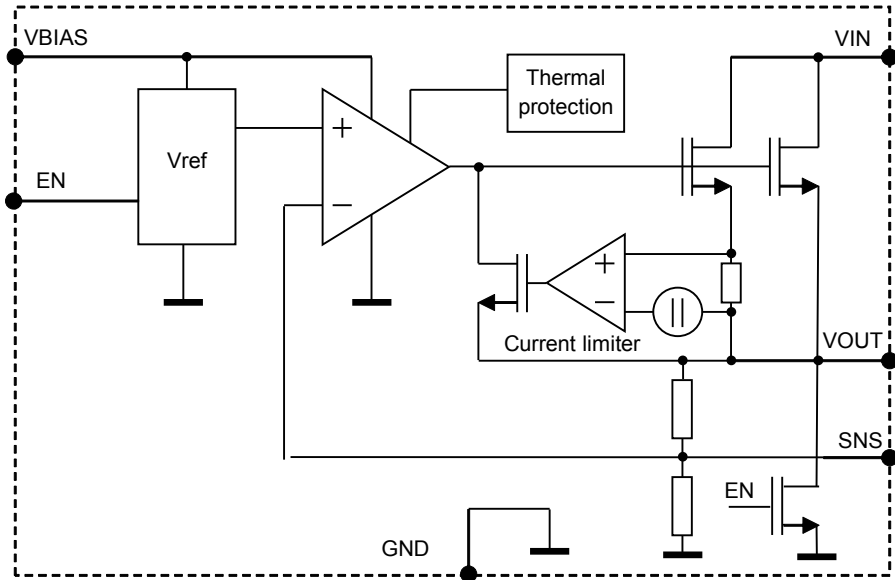 VBIAS
VIN
Thermal
protection
+
Vref
EN
−
+
−
Current limiter
VOUT
SNS
EN
GND